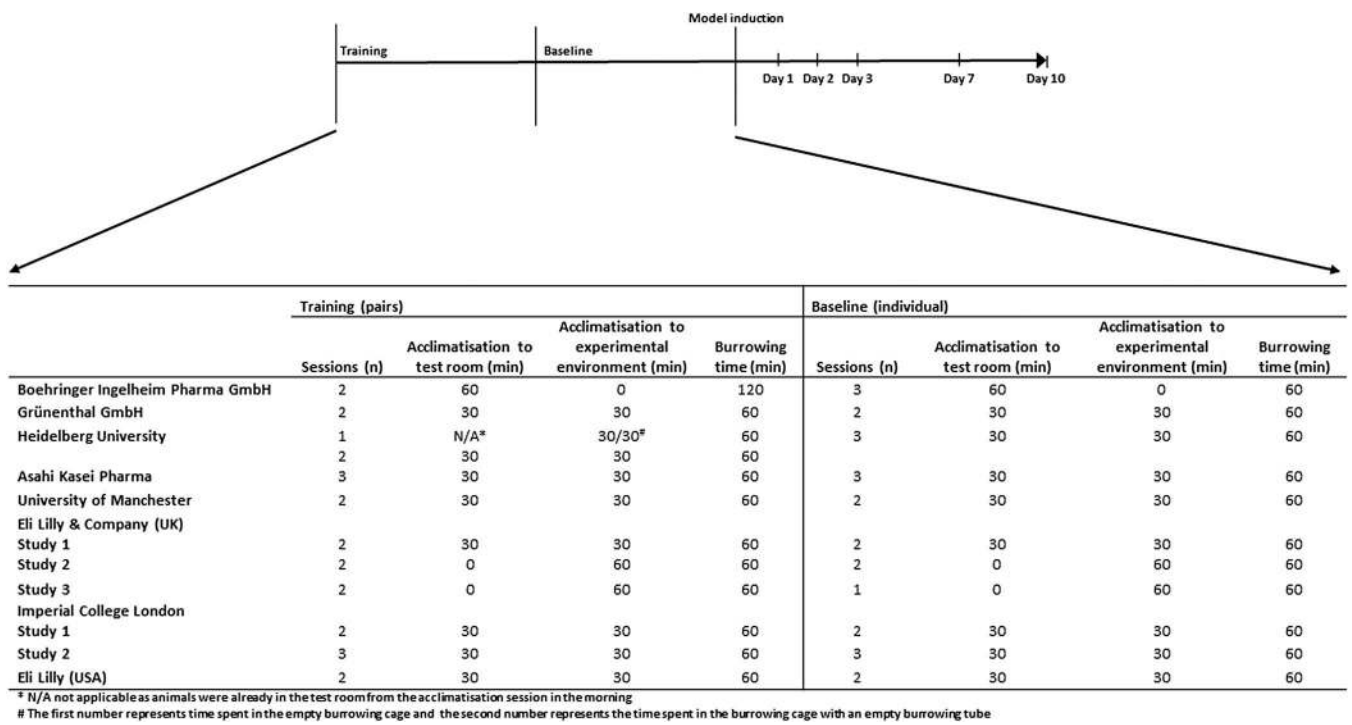 Model induction
Training Baseline
Day 1 Day 2 Day 3 Day 7 Day 10
Training (pairs) Baseline (individual)
Sessions (n) Acclimatisation to test room (min) Acclimatisation to experimental environment (min) Burrowing time (min) Sessions (n) Acclimatisation to test room (min) Acclimatisation to experimental environment (min) Burrowing time (min)
Boehringer Ingelheim Pharma GmbH 2 60 0 120 3 60 0 60
Grünenthal GmbH 2 30 30 60 2 30 30 60
Heidelberg University 1 N/A* 30/30# 60 3 30 30 60
2 30 30 60
Asahi Kasei Pharma 3 30 30 60 3 30 30 60
University of Manchester 2 30 30 60 2 30 30 60
Eli Lilly & Company (UK)
Study 1 2 30 30 60 2 30 30 60
Study 2 2 0 60 60 2 0 60 60
Study 3 2 0 60 60 1 0 60 60
Imperial College London
Study 1 2 30 30 60 2 30 30 60
Study 2 3 30 30 60 3 30 30 60
Eli Lilly (USA) 2 30 30 60 2 30 30 60
* N/A not applicable as animals were already in the test room from the acclimatisation session in the morning
# The first number represents time spent in the empty burrowing cage and the second number represents the time spent in the burrowing cage with an empty burrowing tube